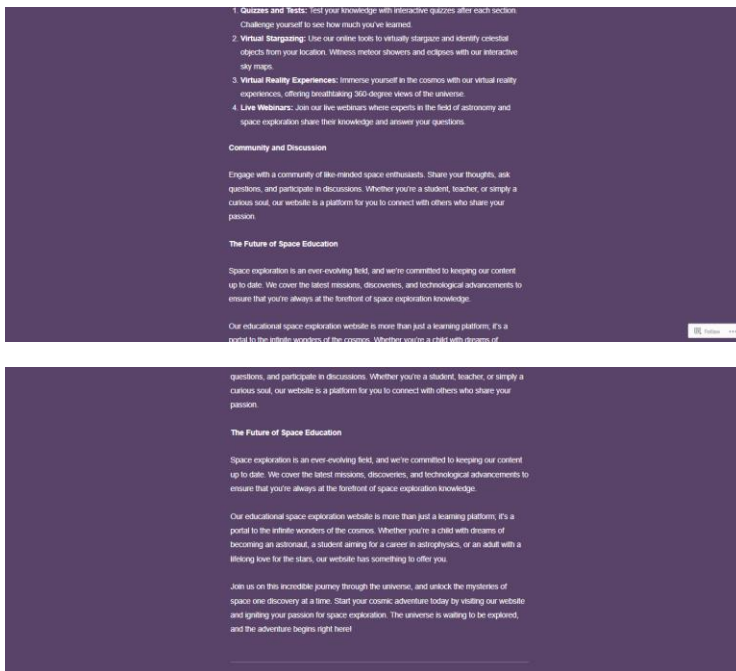 1. Quizzes and Tests: Test your knowledge with interactive quizzes after each section.
Challenge yourself to see how much you've learned.
2. Virtual Stargazing: Use our online tools to virtually stargaze and identify celestial
objects from your location. Witness meteor showers and eclipses with our interactive
sky maps.
3. Virtual Reality Experiences: Immerse yourself in the cosmos with our virtual reality
experiences, offering breathtaking 360-degree views of the universe.
4. Live Webinars: Join our live webinars where experts in the field of astronomy and
space exploration share their knowledge and answer your questions.
Community and Discussion
Engage with a community of like-minded space enthusiasts. Share your thoughts, ask
questions, and participate in discussions. Whether you're a student, teacher, or simply a
curious soul, our website is a platform for you to connect with others who share your
passion.
The Future of Space Education
Space exploration is an ever-evolving field, and we're committed to keeping our content
up to date. We cover the latest missions, discoveries, and technological advancements to
ensure that you're always at the forefront of space exploration knowledge.
Our educational space exploration website is more than just a learning platform; it's a
portal to the infinite wonders of the cosmos. Whether you're a child with dreams of
Follow
questions, and participate in discussions. Whether you're a student, teacher, or simply a
curious soul, our website is a platform for you to connect with others who share your
passion.
The Future of Space Education
Space exploration is an ever-evolving field, and we're committed to keeping our content
up to date. We cover the latest missions, discoveries, and technological advancements to
ensure that you're always at the forefront of space exploration knowledge.
Our educational space exploration website is more than just a learning platform; it's a
portal to the infinite wonders of the cosmos. Whether you're a child with dreams of
becoming an astronaut, a student aiming for a career in astrophysics, or an adult with a
lifelong love for the stars, our website has something to offer you.
Join us on this incredible journey through the universe, and unlock the mysteries of
space one discovery at a time. Start your cosmic adventure today by visiting our website
and igniting your passion for space exploration. The universe is waiting to be explored,
and the adventure begins right here!